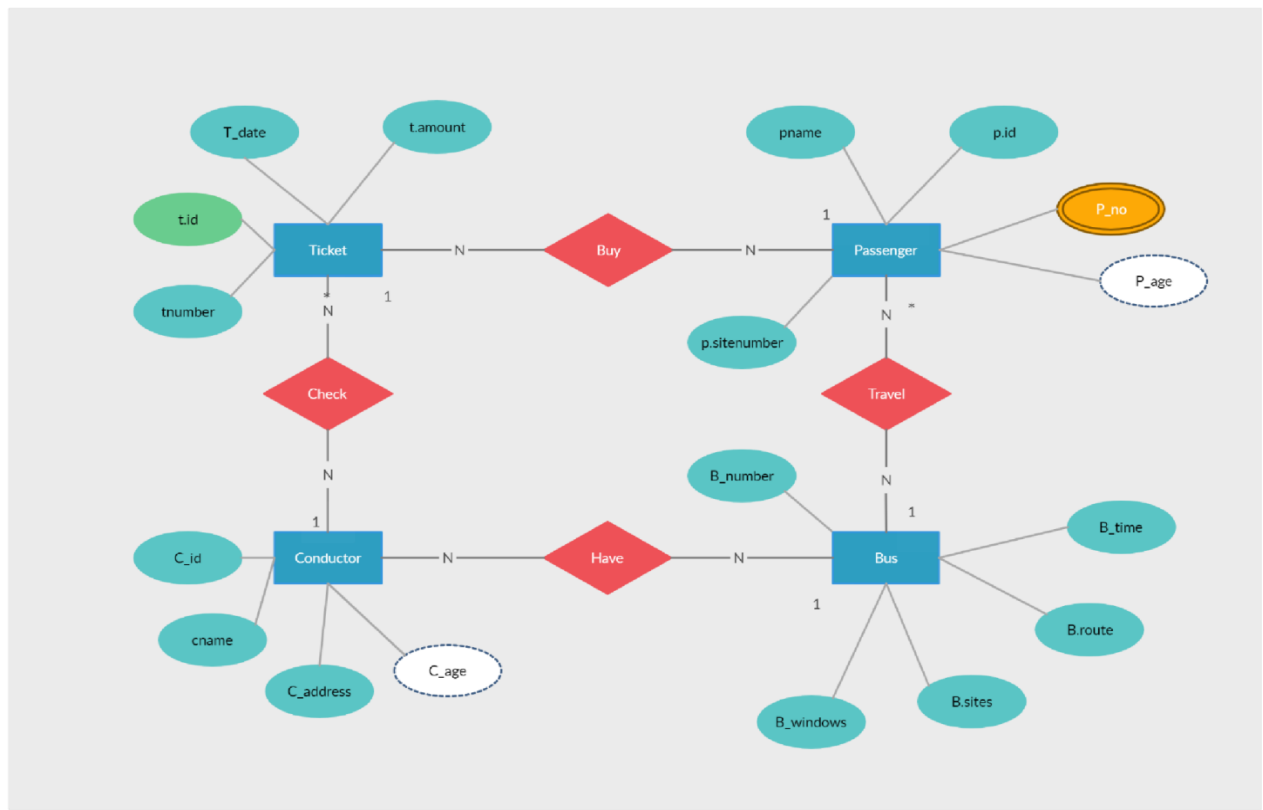 T_date
t.amount
pname
p.id
t.id
P_no
1
Ticket
N
Buy
N
Passenger
P_age
tnumber
*
1
N
*
N
p.sitenumber
Check
Travel
N
B_number
N
1
1
B_time
C_id
Conductor
N
Have
N
Bus
1
B.route
cname
C_address
C_age
B_windows
B.sites